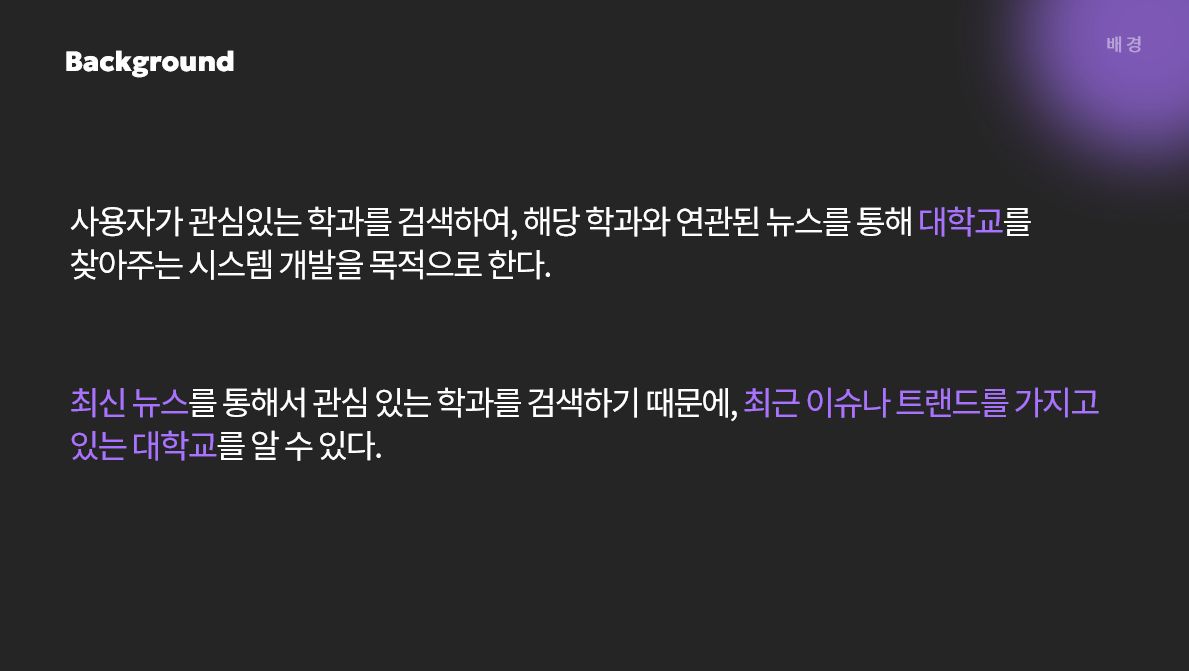 Background
배경
사용자가 관심있는 학과를 검색하여, 해당 학과와 연관된 뉴스를 통해 대학교를
찾아주는 시스템 개발을 목적으로 한다.
최신 뉴스를 통해서 관심 있는 학과를 검색하기 때문에, 최근 이슈나 트랜드를 가지고
있는 대학교를 알 수 있다.